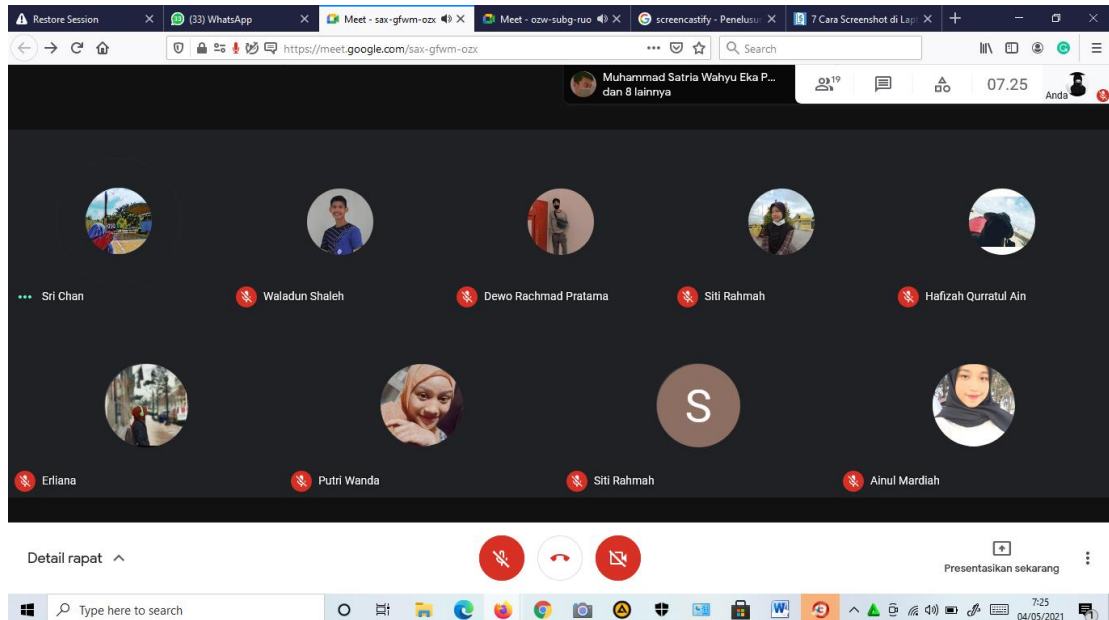 Restore Session
(33) WhatsApp
Meet - sax-gfwm-ozx
Meet - ozw-subg-ruo
screencastify - Penelusur
7 Cara Screenshot di Lapt
https://meet.google.com/sax-gfwm-ozx
Search
Muhammad Satria Wahyu Eka P...
dan 8 lainnya
19
07.25
Anda
Sri Chan
Waladun Shaleh
Dewo Rachmad Pratama
Siti Rahmah
Hafizah Qurratul Ain
S
Erliana
Putri Wanda
Siti Rahmah
Ainul Mardiah
Detail rapat
Presentasikan sekarang
Type here to search
7:25
04/05/2021